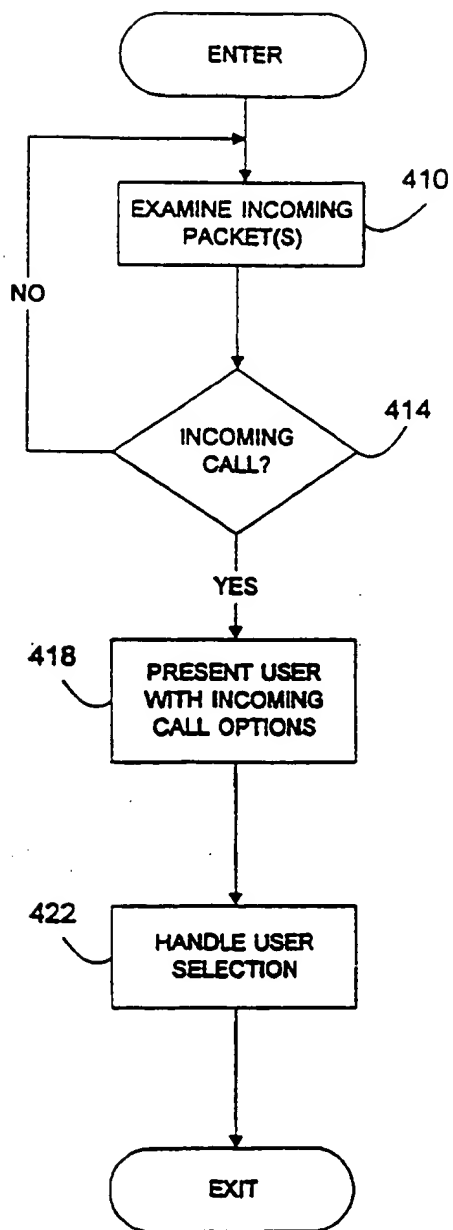 ENTER
410
EXAMINE INCOMING
PACKET(S)
NO
414
INCOMING
CALL?
YES
418
PRESENT USER
WITH INCOMING
CALL OPTIONS
422
HANDLE USER
SELECTION
EXIT